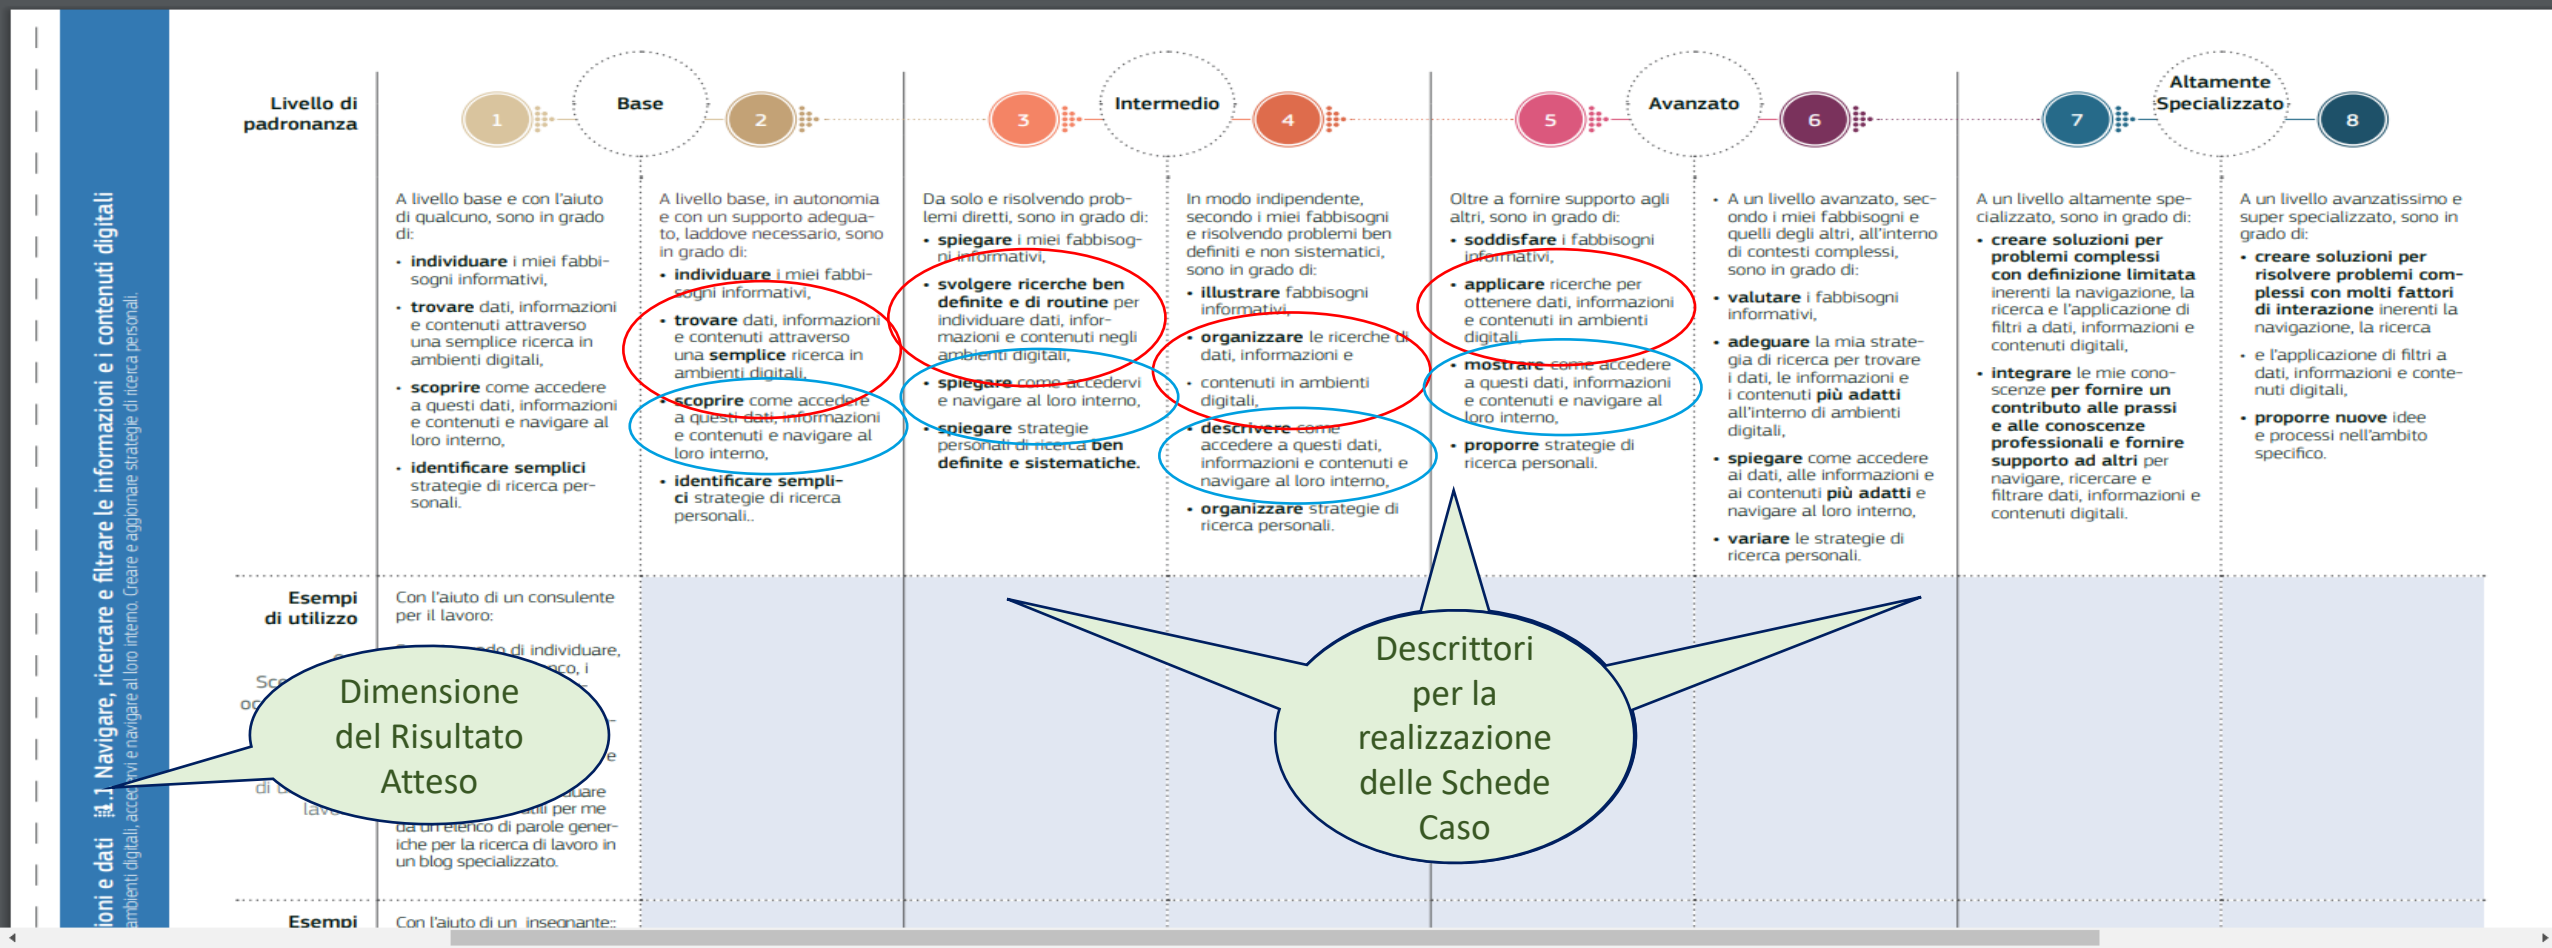 Livello di
padronanza
1
Base
2
3
Intermedio
4
5
Avanzato
6
7
Altamente
Specializzato
8
A livello base e con l'aiuto
di qualcuno, sono in grado
di:
• individuare i miei fabbi-
sogni informativi,
• trovare dati, informazioni
e contenuti attraverso
una semplice ricerca in
ambienti digitali,
• scoprire come accedere
a questi dati, informazioni
e contenuti e navigare al
loro interno,
• identificare semplici
strategie di ricerca per-
sonali.
A livello base, in autonomia
e con un supporto adegua-
to, laddove necessario, sono
in grado di:
• individuare i miei fabbi-
sogni informativi,
• trovare dati, informazioni
e contenuti attraverso
una semplice ricerca in
ambienti digitali,
• scoprire come accedere
a questi dati, informazioni
e contenuti e navigare al
loro interno,
• identificare sempli-
ci strategie di ricerca
personali..
Da solo e risolvendo prob-
lemi diretti, sono in grado di:
• spiegare i miei fabbisog-
ni informativi,
• svolgere ricerche ben
definite e di routine per
individuare dati, infor-
mazioni e contenuti negli
ambienti digitali,
• spiegare come accedervi
e navigare al loro interno,
• spiegare strategie
personali di ricerca ben
definite e sistematiche.
In modo indipendente,
secondo i miei fabbisogni
e risolvendo problemi ben
definiti e non sistematici,
sono in grado di:
• illustrare fabbisogni
informativi,
• organizzare le ricerche di
dati, informazioni e
• contenuti in ambienti
digitali,
• descrivere come
accedere a questi dati,
informazioni e contenuti e
navigare al loro interno,
• organizzare strategie di
ricerca personali.
Oltre a fornire supporto agli
altri, sono in grado di:
• soddisfare i fabbisogni
informativi,
• applicare ricerche per
ottenere dati, informazioni
e contenuti in ambienti
digitali,
• mostrare come accedere
a questi dati, informazioni
e contenuti e navigare al
loro interno,
• proporre strategie di
ricerca personali.
• A un livello avanzato, sec-
ondo i miei fabbisogni e
quelli degli altri, all'interno
di contesti complessi,
sono in grado di:
• valutare i fabbisogni
informativi,
• adeguare la mia strate-
gia di ricerca per trovare
i dati, le informazioni e
i contenuti più adatti
all'interno di ambienti
digitali,
• spiegare come accedere
ai dati, alle informazioni e
ai contenuti più adatti e
navigare al loro interno,
• variare le strategie di
ricerca personali.
A un livello altamente spe-
cializzato, sono in grado di:
• creare soluzioni per
problemi complessi
con definizione limitata
inerenti la navigazione, la
ricerca e l'applicazione di
filtri a dati, informazioni e
contenuti digitali,
• integrare le mie cono-
scenze per fornire un
contributo alle prassi
e alle conoscenze
professionali e fornire
supporto ad altri per
navigare, ricercare e
filtrare dati, informazioni e
contenuti digitali.
A un livello avanzatissimo e
super specializzato, sono in
grado di:
• creare soluzioni per
risolvere problemi com-
plessi con molti fattori
di interazione inerenti la
navigazione, la ricerca
• e l'applicazione di filtri a
dati, informazioni e conte-
nuti digitali,
• proporre nuove idee
e processi nell'ambito
specifico.
Esempi
di utilizzo
Con l'aiuto di un consulente
per il lavoro:
di individuare,
i
e
per me
da un elenco di parole gener-
iche per la ricerca di lavoro in
un blog specializzato.
Esempi
Con l'aiuto di un insegnante::
Dimensione
del Risultato
Atteso
Descrittori
per la
realizzazione
delle Schede
Caso
e dati 1.1 Navigare, ricercare e filtrare le informazioni e i contenuti digitali
ambienti digitali, accedervi e navigare al loro interno. Creare e aggiornare strategie di ricerca personali.